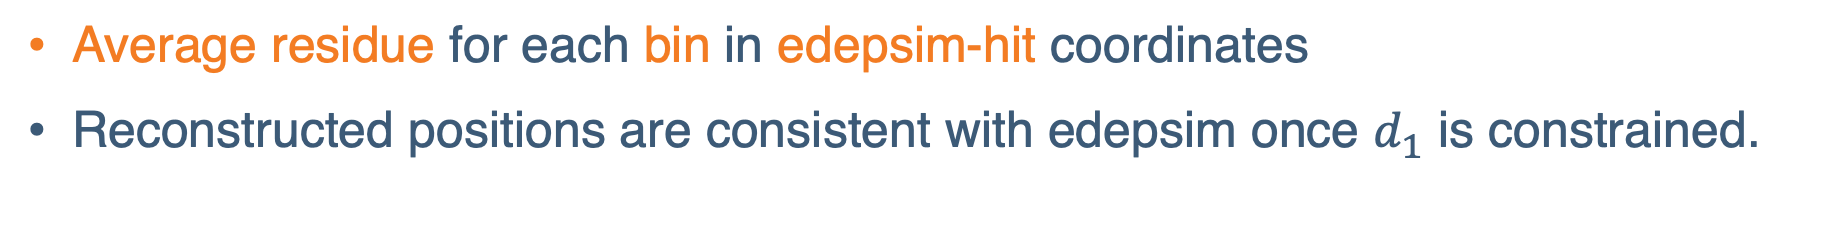 • Average residue for each bin in edepsim-hit coordinates
• Reconstructed positions are consistent with edepsim once d₁ is constrained.